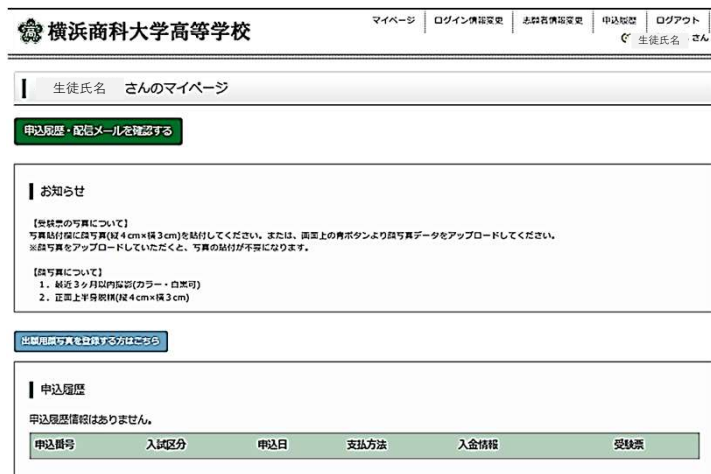 横浜商科大学高等学校
マイページ ログイン情報変更 志願者情報変更 申込履歴 ログアウト
生徒氏名 さん
生徒氏名 さんのマイページ
申込履歴・配信メールを確認する
お知らせ
【受験票の写真について】
写真貼付欄に顔写真(縦4cm×横3cm)を貼付してください。または、画面上の青ボタンより顔写真データをアップロードしてください。
※顔写真をアップロードしていただくと、写真の貼付が不要になります。
【顔写真について】
1. 最近3ヶ月以内撮影(カラー・白黒可)
2. 正面上半身脱帽(縦4cm×横3cm)
出願用顔写真を登録する方はこちら
申込履歴
申込履歴情報はありません。
申込番号 入試区分 申込日 支払方法 入金情報 受験票